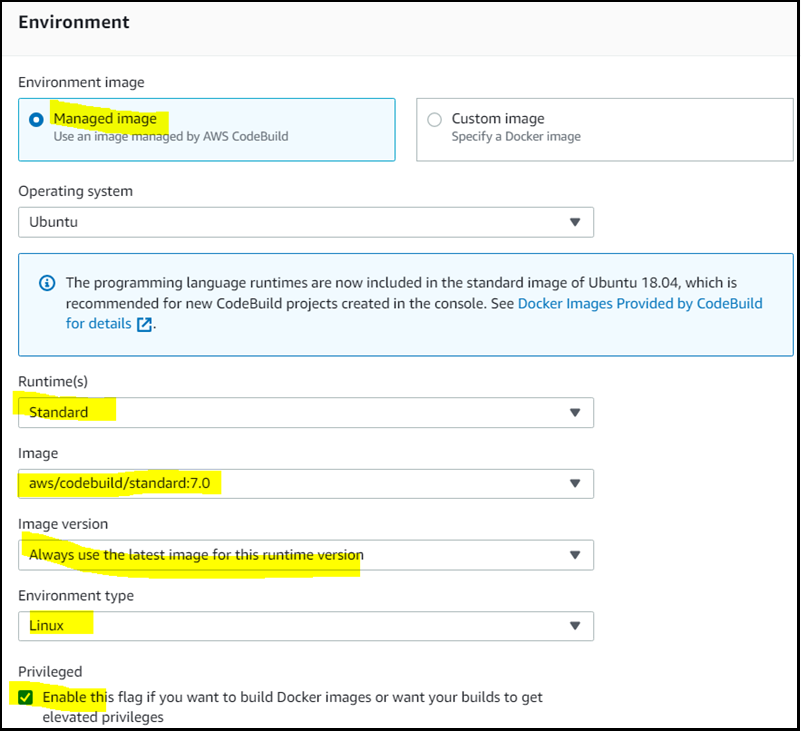 Environment
Environment image
Managed image
Use an image managed by AWS CodeBuild
Custom image
Specify a Docker image
Operating system
Ubuntu
The programming language runtimes are now included in the standard image of Ubuntu 18.04, which is
recommended for new CodeBuild projects created in the console. See Docker Images Provided by CodeBuild
for details.
Runtime(s)
Standard
Image
aws/codebuild/standard:7.0
Image version
Always use the latest image for this runtime version
Environment type
Linux
Privileged
Enable this flag if you want to build Docker images or want your builds to get
elevated privileges